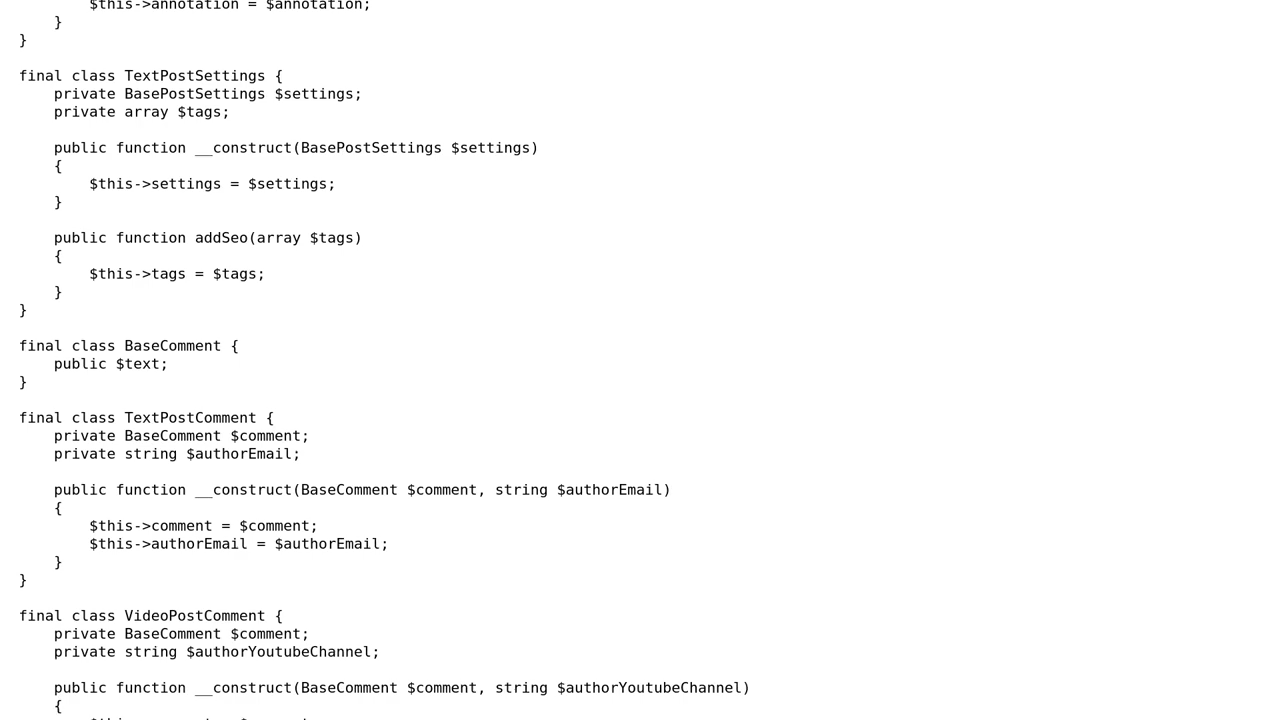 $this->annotation = $annotation;
    }
}

final class TextPostSettings {
    private BasePostSettings $settings;
    private array $tags;

    public function __construct(BasePostSettings $settings)
    {
        $this->settings = $settings;
    }

    public function addSeo(array $tags)
    {
        $this->tags = $tags;
    }
}

final class BaseComment {
    public $text;
}

final class TextPostComment {
    private BaseComment $comment;
    private string $authorEmail;

    public function __construct(BaseComment $comment, string $authorEmail)
    {
        $this->comment = $comment;
        $this->authorEmail = $authorEmail;
    }
}

final class VideoPostComment {
    private BaseComment $comment;
    private string $authorYoutubeChannel;

    public function __construct(BaseComment $comment, string $authorYoutubeChannel)
    {